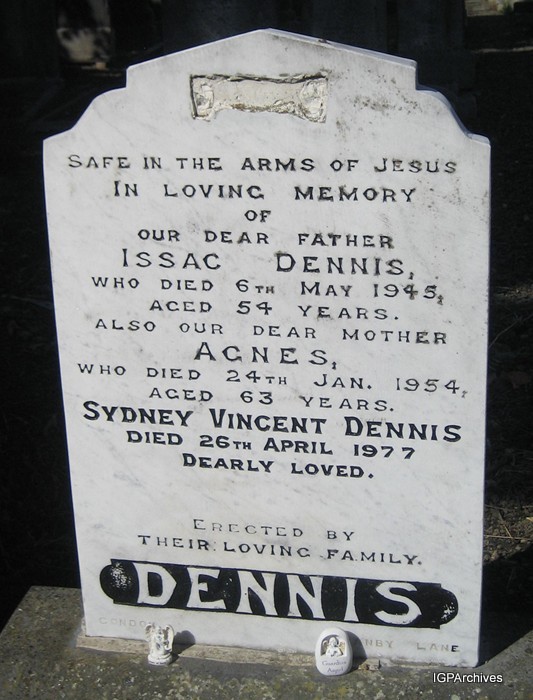 SAFE IN THE ARMS OF JESUS
IN LOVING MEMORY
OF
OUR DEAR FATHER
ISSAC DENNIS,
WHO DIED 6TH MAY 1945,
AGED 54 YEARS.
ALSO OUR DEAR MOTHER
AGNES,
WHO DIED 24TH JAN. 1954,
AGED 63 YEARS.
SYDNEY VINCENT DENNIS
DIED 26TH APRIL 1977
DEARLY LOVED.
ERECTED BY
THEIR LOVING FAMILY.
DENNIS
LANE
Guardian
Angel
IGPArchives